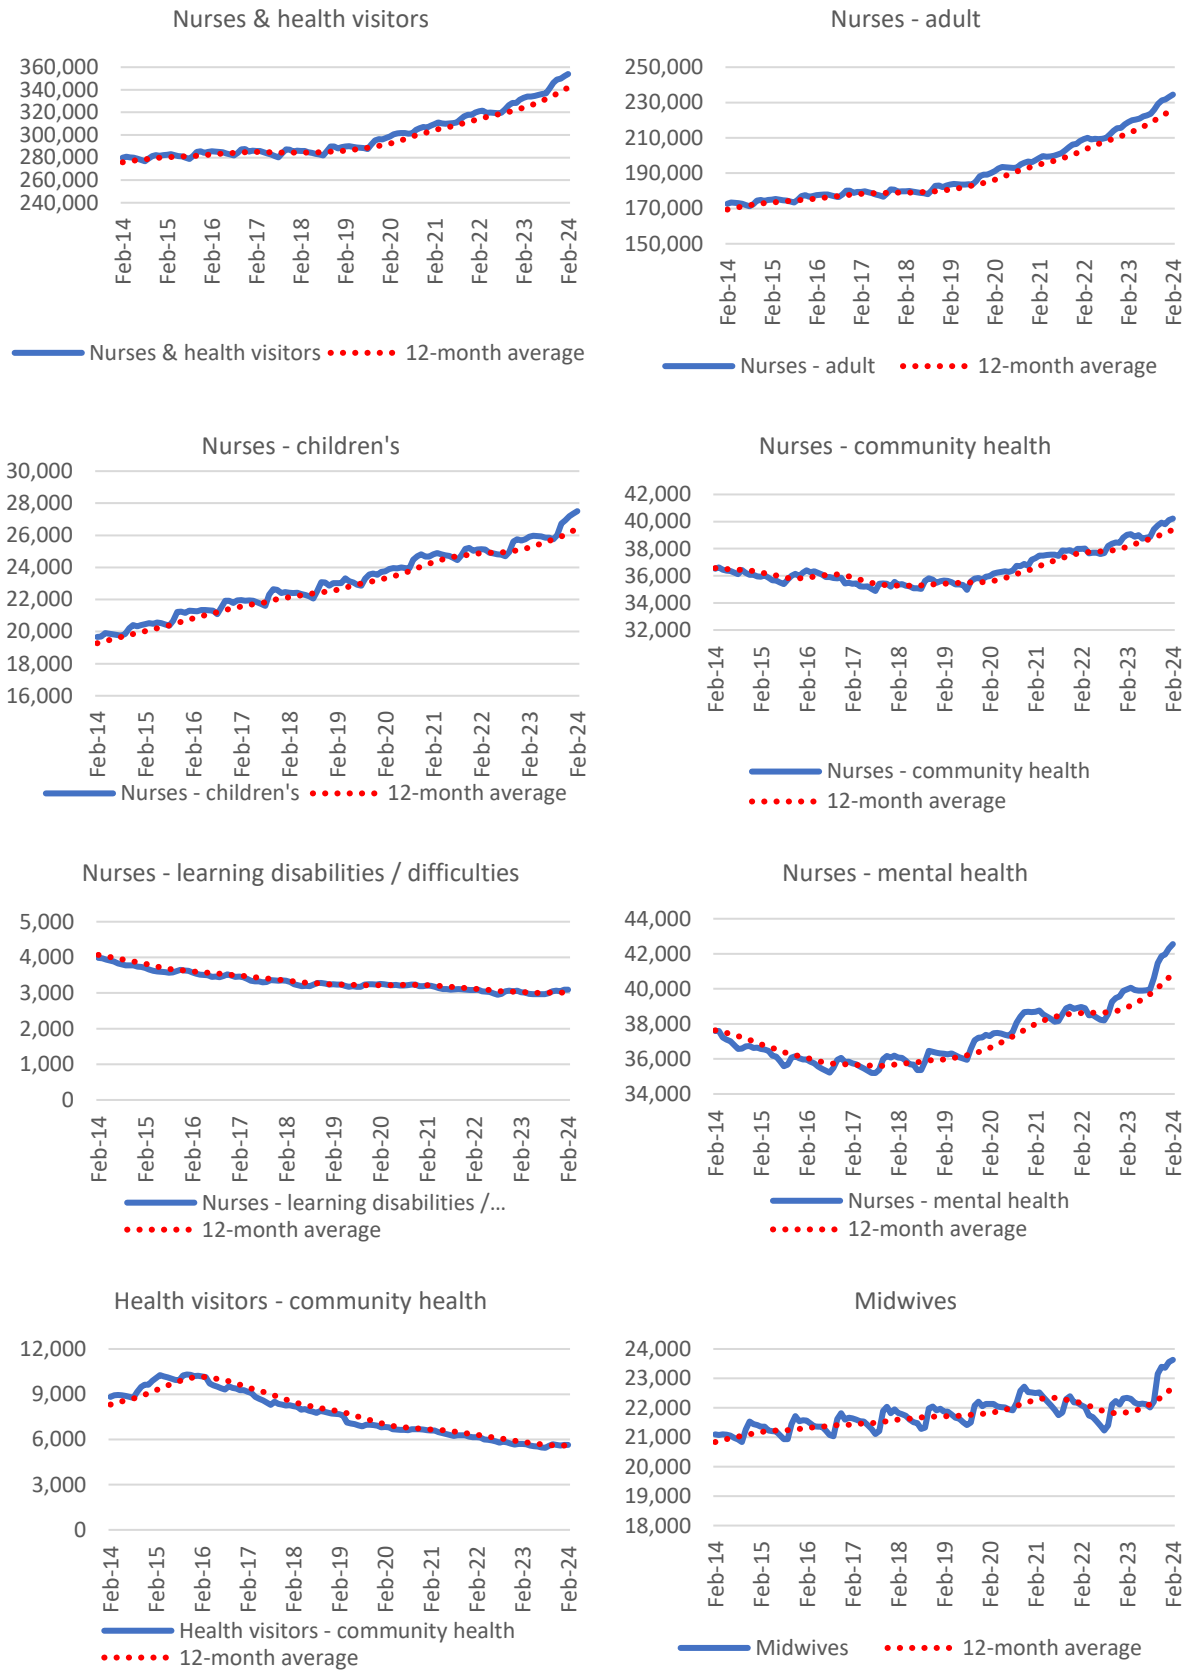 Nurses & health visitors
360,000
340,000
320,000
300,000
280,000
260,000
240,000
Feb-14
Feb-15
Feb-16
Feb-17
Feb-18
Feb-19
Feb-20
Feb-21
Feb-22
Feb-23
Feb-24
Nurses & health visitors 12-month average
Nurses - adult
250,000
230,000
210,000
190,000
170,000
150,000
Feb-14
Feb-15
Feb-16
Feb-17
Feb-18
Feb-19
Feb-20
Feb-21
Feb-22
Feb-23
Feb-24
Nurses - adult 12-month average
Nurses - children's
30,000
28,000
26,000
24,000
22,000
20,000
18,000
16,000
Feb-14
Feb-15
Feb-16
Feb-17
Feb-18
Feb-19
Feb-20
Feb-21
Feb-22
Feb-23
Feb-24
Nurses - children's 12-month average
Nurses - community health
42,000
40,000
38,000
36,000
34,000
32,000
Feb-14
Feb-15
Feb-16
Feb-17
Feb-18
Feb-19
Feb-20
Feb-21
Feb-22
Feb-23
Feb-24
Nurses - community health
12-month average
Nurses - learning disabilities / difficulties
5,000
4,000
3,000
2,000
1,000
0
Feb-14
Feb-15
Feb-16
Feb-17
Feb-18
Feb-19
Feb-20
Feb-21
Feb-22
Feb-23
Feb-24
Nurses - learning disabilities /...
12-month average
Nurses - mental health
44,000
42,000
40,000
38,000
36,000
34,000
Feb-14
Feb-15
Feb-16
Feb-17
Feb-18
Feb-19
Feb-20
Feb-21
Feb-22
Feb-23
Feb-24
Nurses - mental health
12-month average
Health visitors - community health
12,000
9,000
6,000
3,000
0
Feb-14
Feb-15
Feb-16
Feb-17
Feb-18
Feb-19
Feb-20
Feb-21
Feb-22
Feb-23
Feb-24
Health visitors - community health
12-month average
Midwives
24,000
23,000
22,000
21,000
20,000
19,000
18,000
Feb-14
Feb-15
Feb-16
Feb-17
Feb-18
Feb-19
Feb-20
Feb-21
Feb-22
Feb-23
Feb-24
Midwives 12-month average